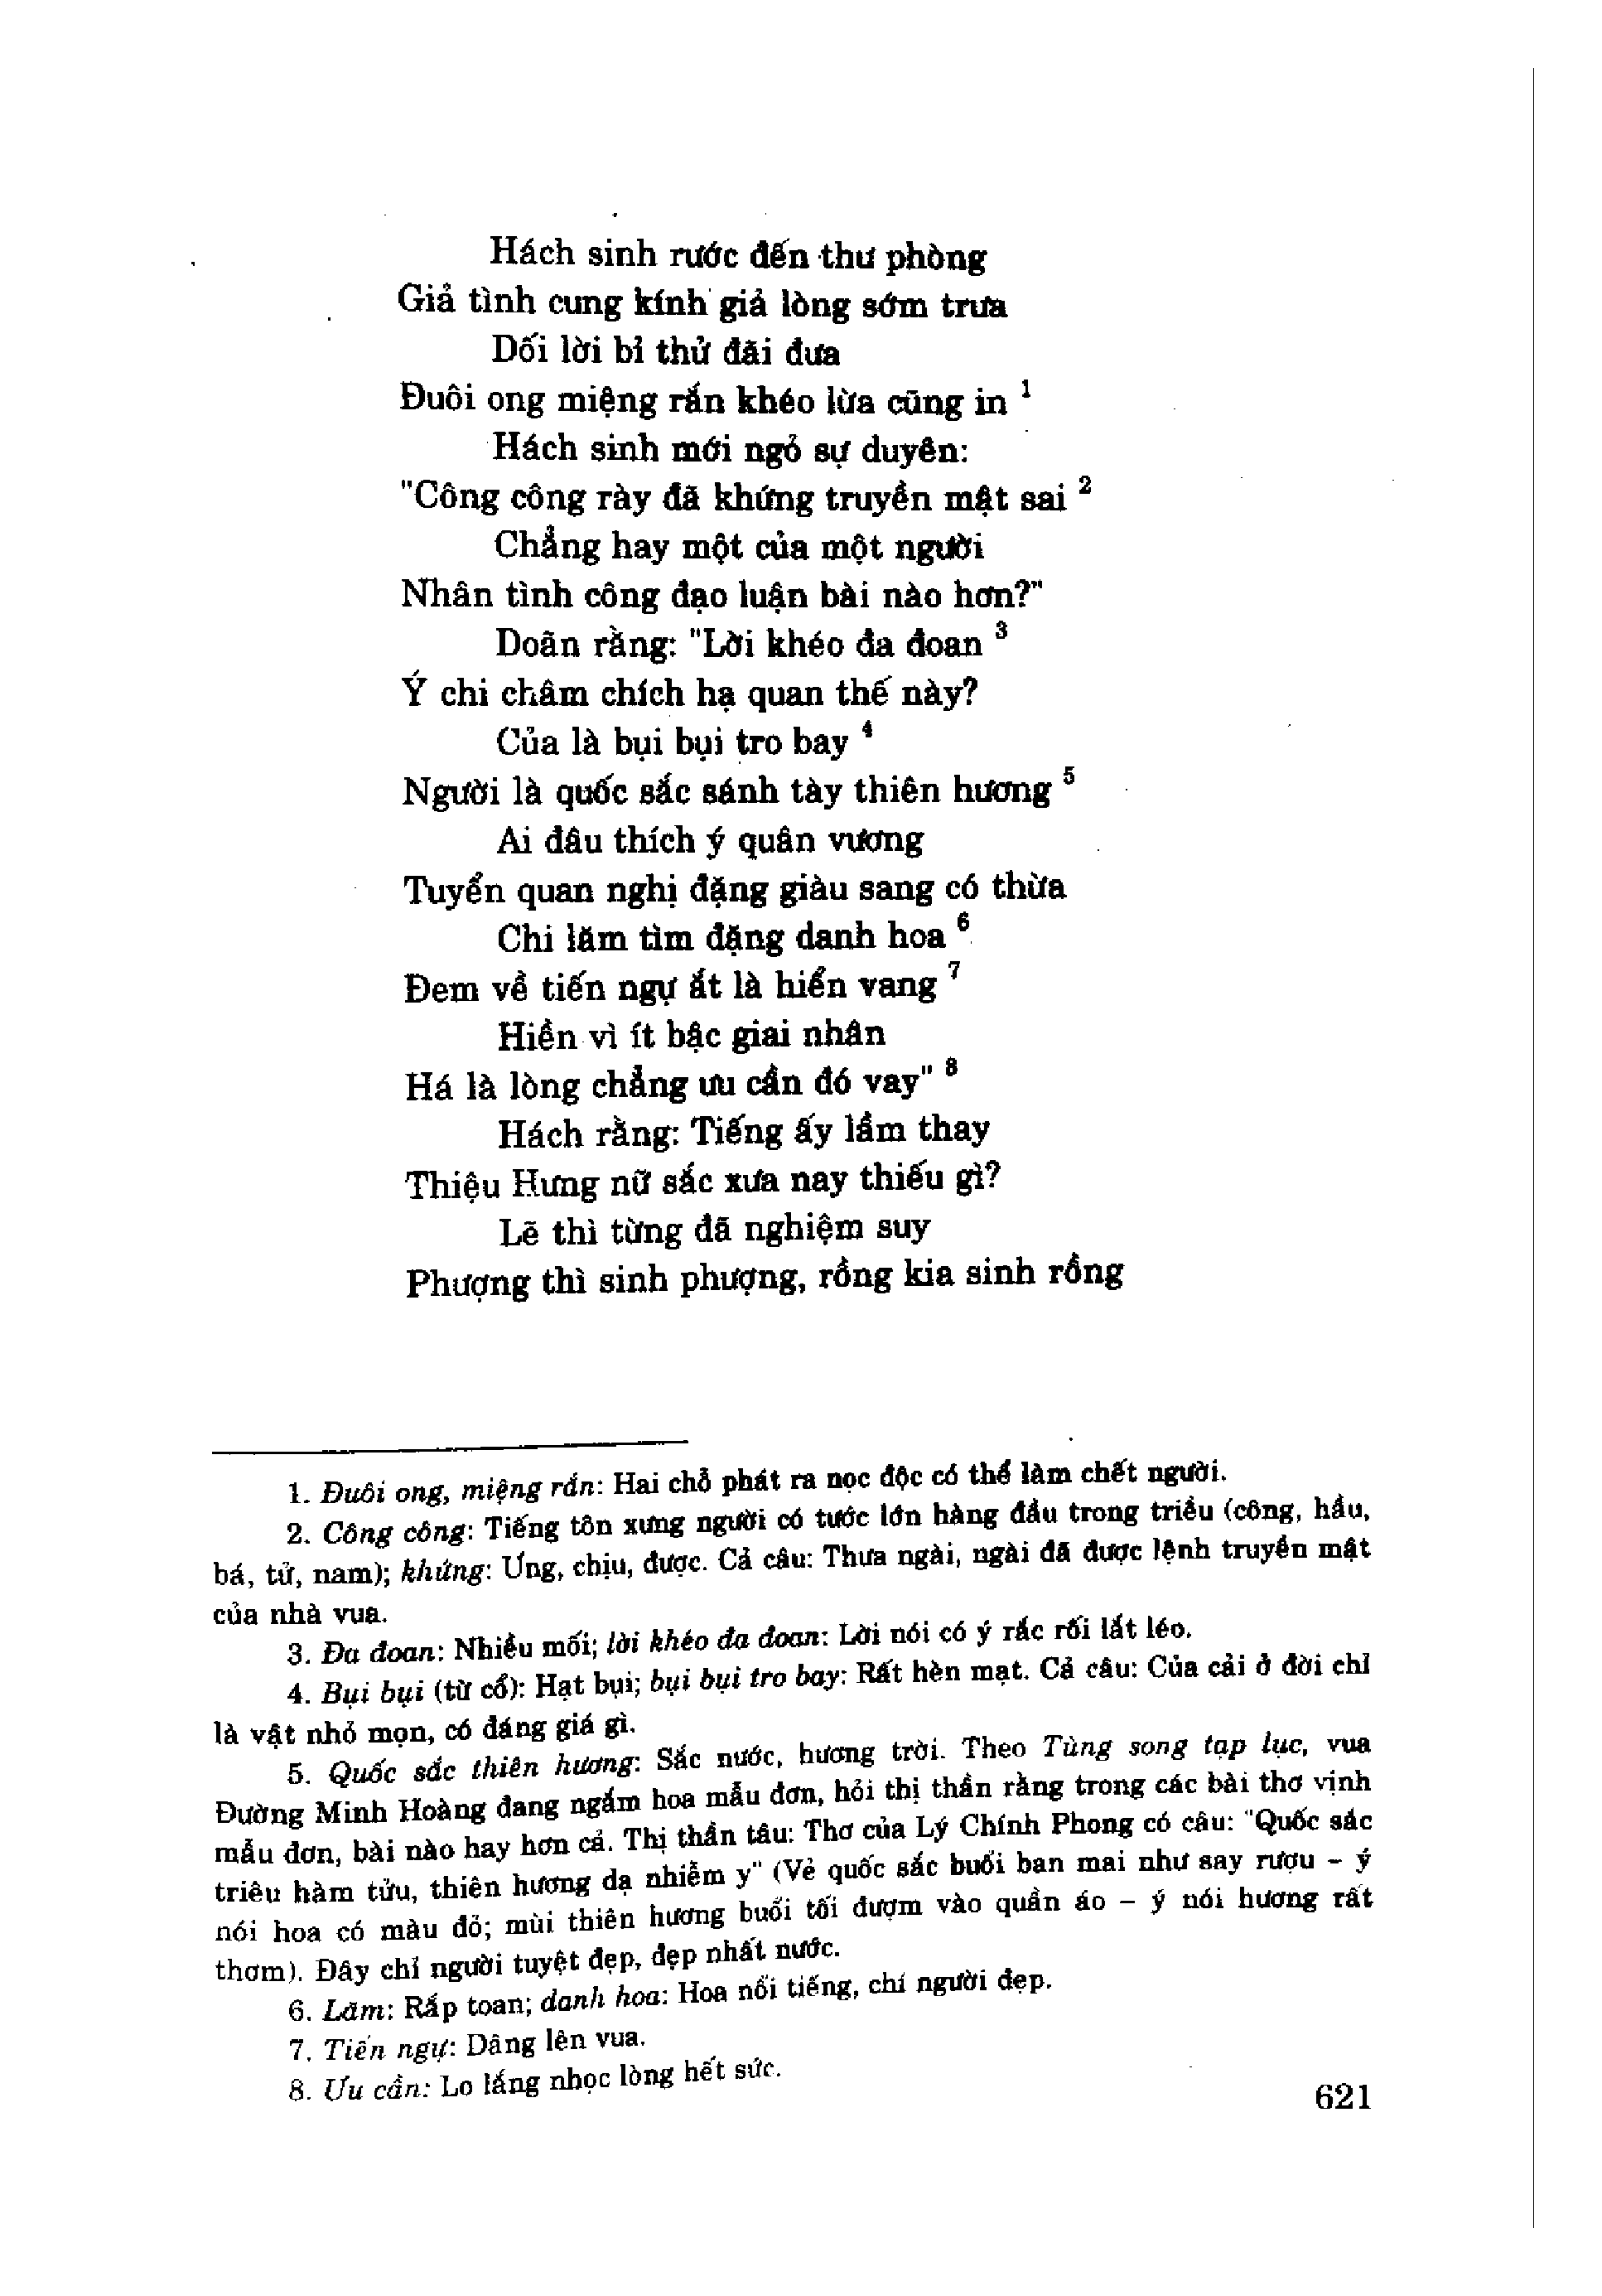 Hách sinh rước đến thư phòng
Giả tình cung kính giả lòng sớm trưa
Dối lời bỉ thử đãi đưa
Đuôi ong miệng rắn khéo lừa cũng in 1
Hách sinh mới ngỏ sự duyên:
"Công công rày đã khứng truyền mật sai 2
Chẳng hay một của một người
Nhân tình công đạo luận bài nào hơn?"
Doãn rằng: "Lời khéo đa đoan 3
Ý chi châm chích hạ quan thế này?
Của là bụi bụi tro bay 4
Người là quốc sắc sánh tày thiên hương 5
Ai đâu thích ý quân vương
Tuyển quan nghị đặng giàu sang có thừa
Chi lăm tìm đặng danh hoa 6
Đem về tiến ngự ắt là hiển vang 7
Hiền vì ít bậc giai nhân
Há là lòng chẳng ưu cần đó vay" 8
Hách rằng: Tiếng ấy lầm thay
Thiệu Hưng nữ sắc xưa nay thiếu gì?
Lẽ thì từng đã nghiệm suy
Phượng thì sinh phượng, rồng kia sinh rồng
1. Đuôi ong, miệng rắn: Hai chỗ phát ra nọc độc có thể làm chết người.
2. Công công: Tiếng tôn xưng người có tước lớn hàng đầu trong triều (công, hầu,
bá, tử, nam); khứng: Ưng, chịu, được. Cả câu: Thưa ngài, ngài đã được lệnh truyền mật
của nhà vua.
3. Đa đoan: Nhiều mối; lời khéo đa đoan: Lời nói có ý rắc rối lắt léo.
4. Bụi bụi (từ cổ): Hạt bụi; bụi bụi tro bay: Rất hèn mạt. Cả câu: Của cải ở đời chỉ
là vật nhỏ mọn, có đáng giá gì.
5. Quốc sắc thiên hương: Sắc nước, hương trời. Theo Tùng song tạp lục, vua
Đường Minh Hoàng đang ngắm hoa mẫu đơn, hỏi thị thần rằng trong các bài thơ vịnh
mẫu đơn, bài nào hay hơn cả. Thị thần tâu: Thơ của Lý Chính Phong có câu: "Quốc sắc
triêu hàm tửu, thiên hương dạ nhiễm y" (Vẻ quốc sắc buổi ban mai như say rượu – ý
nói hoa có màu đỏ; mùi thiên hương buổi tối đượm vào quần áo – ý nói hương rất
thơm). Đây chỉ người tuyệt đẹp, đẹp nhất nước.
6. Lăm: Rắp toan; danh hoa: Hoa nổi tiếng, chỉ người đẹp.
7. Tiến ngự: Dâng lên vua.
8. Ưu cần: Lo lắng nhọc lòng hết sức.
621